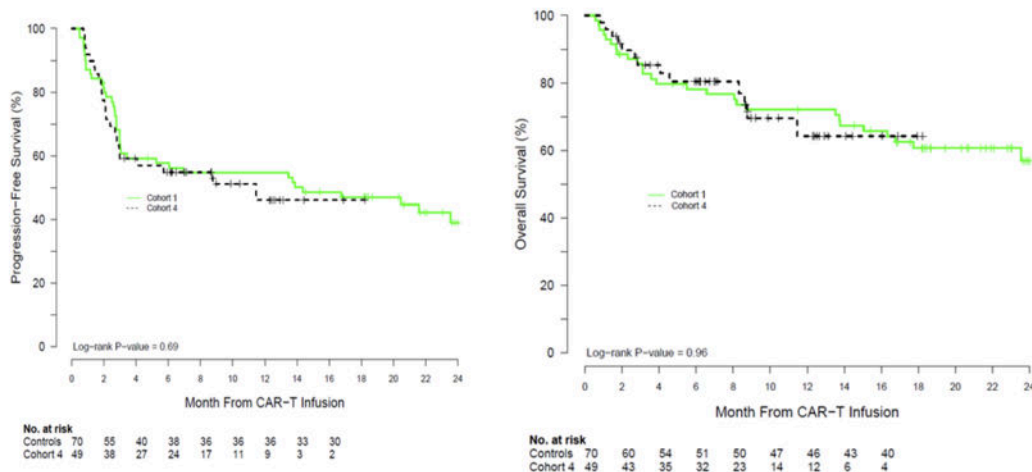 100
80
60
40
20
0
Progression-Free Survival (%)
Cohort 1
Cohort 4
Log-rank P-value = 0.69
0 2 4 6 8 10 12 14 16 18 20 22 24
Month From CAR-T Infusion
No. at risk
Controls 70 55 40 38 36 36 36 33 30
Cohort 4 49 38 27 24 17 11 9 3 2
100
80
60
40
20
0
Overall Survival (%)
Cohort 1
Cohort 4
Log-rank P-value = 0.96
0 2 4 6 8 10 12 14 16 18 20 22 24
Month From CAR-T Infusion
No. at risk
Controls 70 60 54 51 50 47 46 43 40
Cohort 4 49 43 35 32 23 14 12 6 4